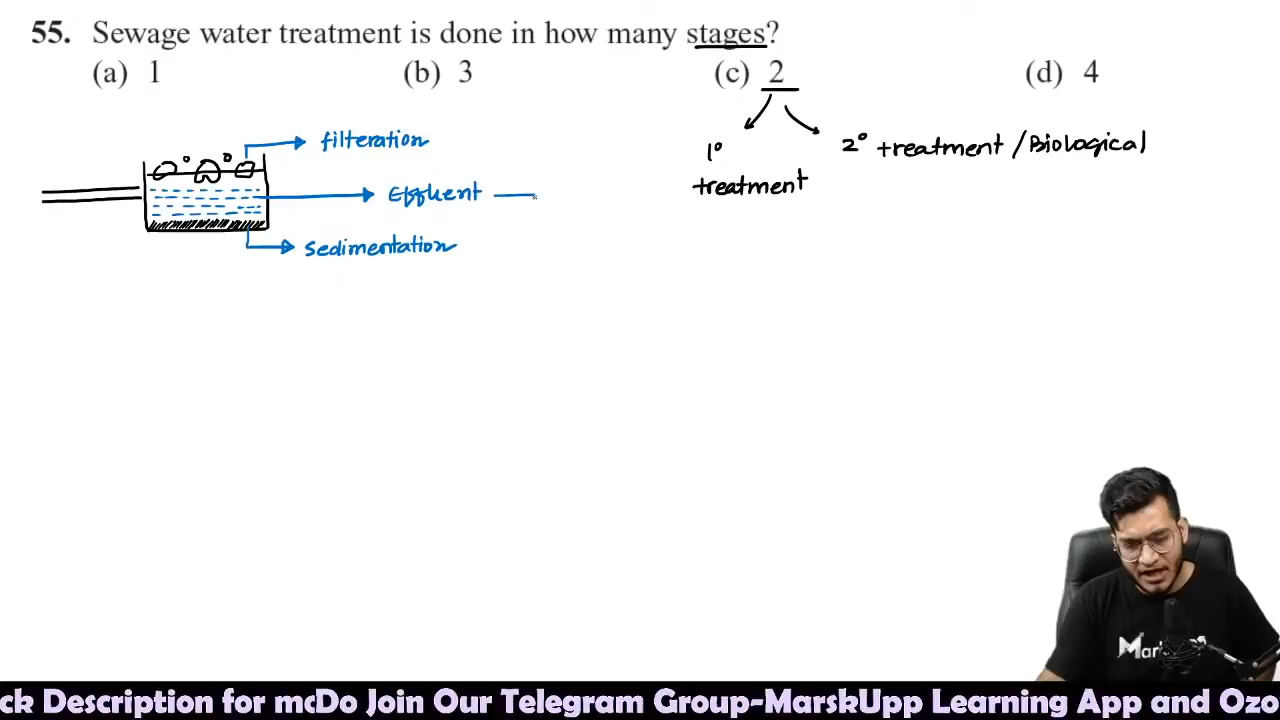 55. Sewage water treatment is done in how many stages?
(a) 1 (b) 3 (c) 2 (d) 4
filteration
Effluent
sedimentation
1° treatment
2° treatment / Biological
ck Description for mcDo Join Our Telegram Group-MarskUpp Learning App and Ozo